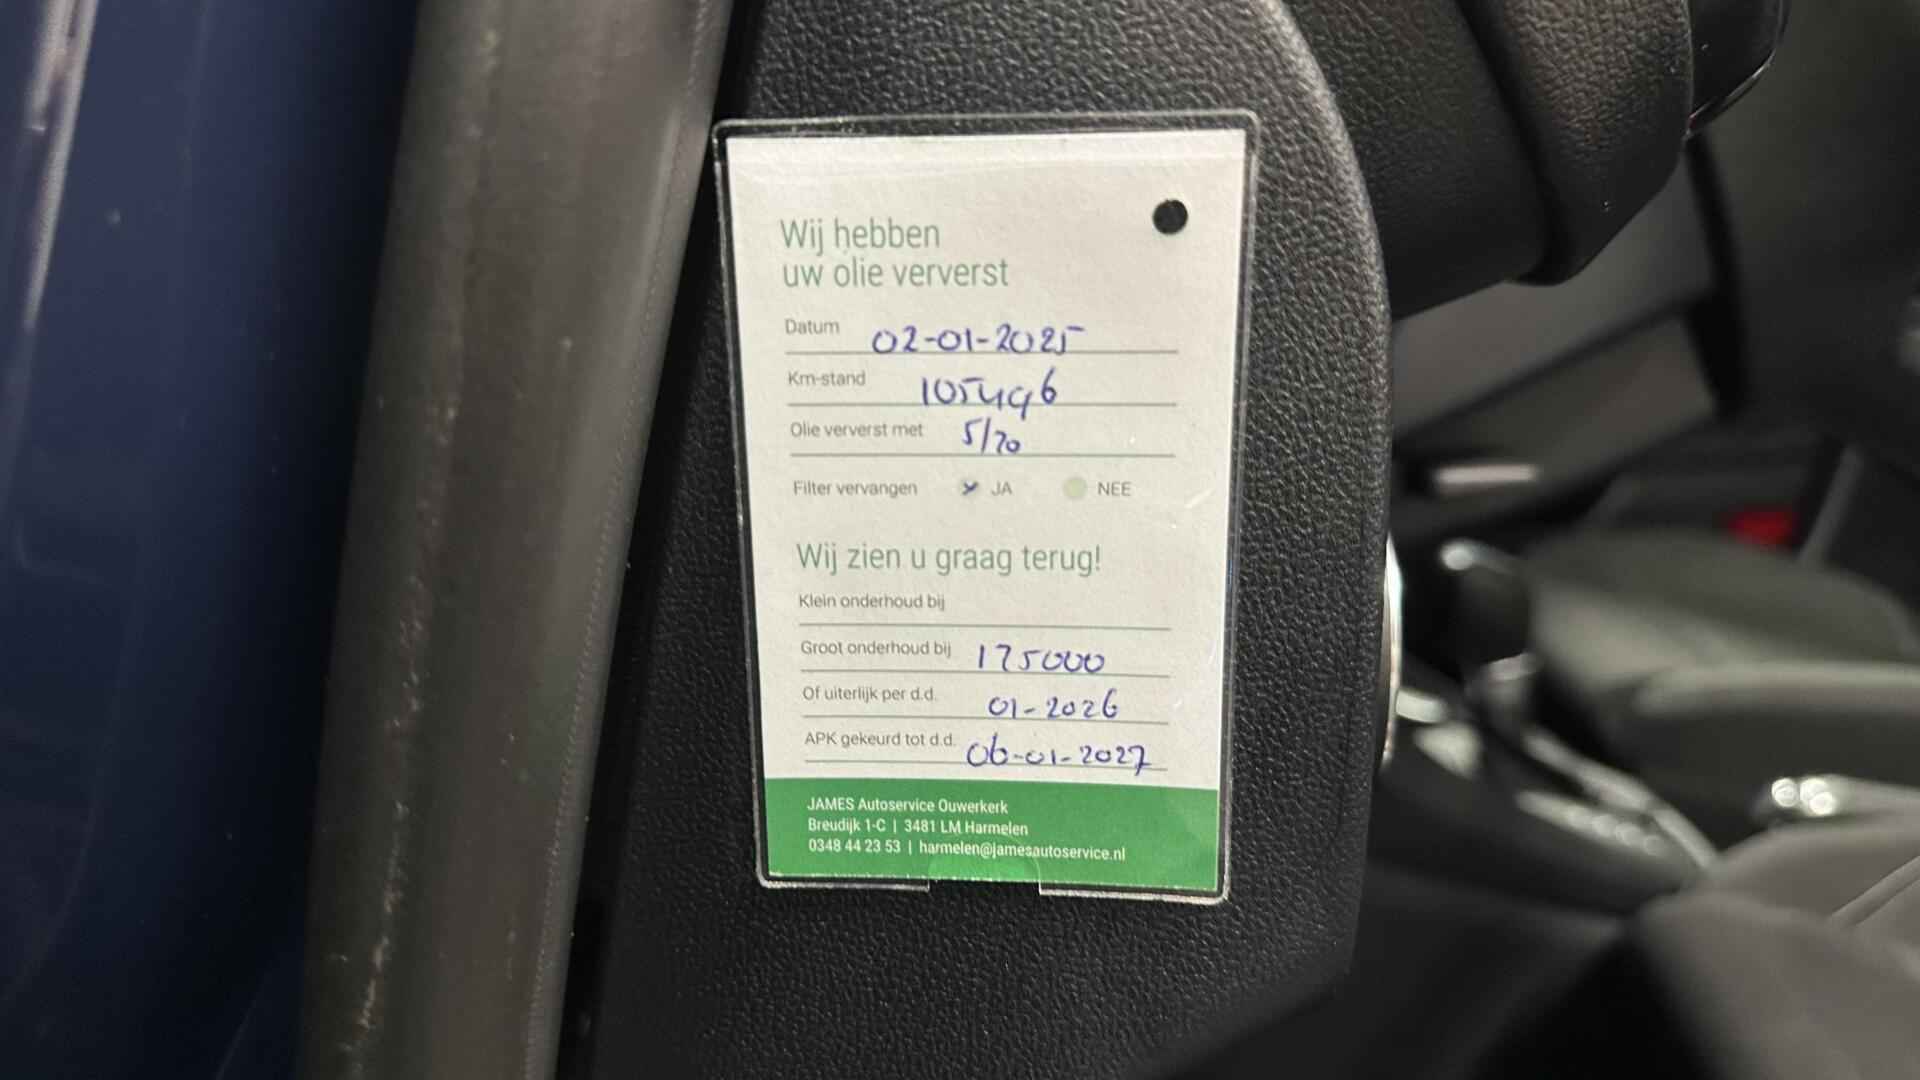 Wij hebben
uw olie ververst
Datum 02-01-2025
Km-stand 105496
Olie ververst met 5/20
Filter vervangen JA NEE
Wij zien u graag terug!
Klein onderhoud bij
Groot onderhoud bij 175000
Of uiterlijk per d.d. 01-2026
APK gekeurd tot d.d. 06-01-2027
JAMES Autoservice Ouwerkerk
Breudijk 1-C | 3481 LM Harmelen
0348 44 23 53 | harmelen@jamesautoservice.nl